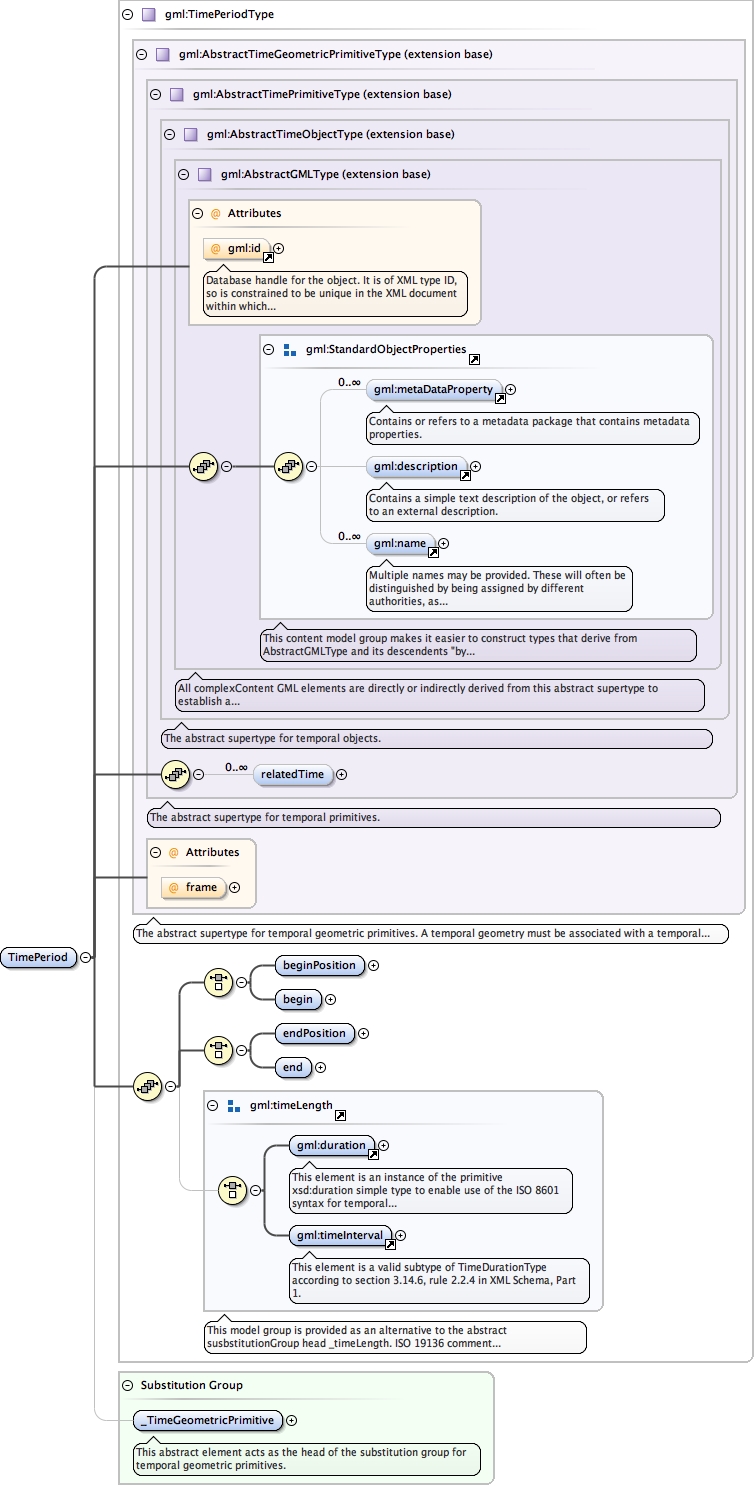 gml:TimePeriodType
gml:AbstractTimeGeometricPrimitiveType (extension base)
gml:AbstractTimePrimitiveType (extension base)
gml:AbstractTimeObjectType (extension base)
gml:AbstractGMLType (extension base)
@ Attributes
@ gml:id
Database handle for the object. It is of XML type ID,
so is constrained to be unique in the XML document
within which...
gml:StandardObjectProperties
0..∞ gml:metaDataProperty
Contains or refers to a metadata package that contains metadata
properties.
gml:description
Contains a simple text description of the object, or refers
to an external description.
0..∞ gml:name
Multiple names may be provided. These will often be
distinguished by being assigned by different
authorities, as...
This content model group makes it easier to construct types that derive from
AbstractGMLType and its descendents "by...
All complexContent GML elements are directly or indirectly derived from this abstract supertype to
establish a...
The abstract supertype for temporal objects.
0..∞ relatedTime
The abstract supertype for temporal primitives.
@ Attributes
@ frame
The abstract supertype for temporal geometric primitives. A temporal geometry must be associated with a temporal...
TimePeriod
beginPosition
begin
endPosition
end
gml:timeLength
gml:duration
This element is an instance of the primitive
xsd:duration simple type to enable use of the ISO 8601
syntax for temporal...
gml:timeInterval
This element is a valid subtype of TimeDurationType
according to section 3.14.6, rule 2.2.4 in XML Schema, Part
1.
This model group is provided as an alternative to the abstract
susbstitutionGroup head _timeLength. ISO 19136 comment...
Substitution Group
_TimeGeometricPrimitive
This abstract element acts as the head of the substitution group for
temporal geometric primitives.